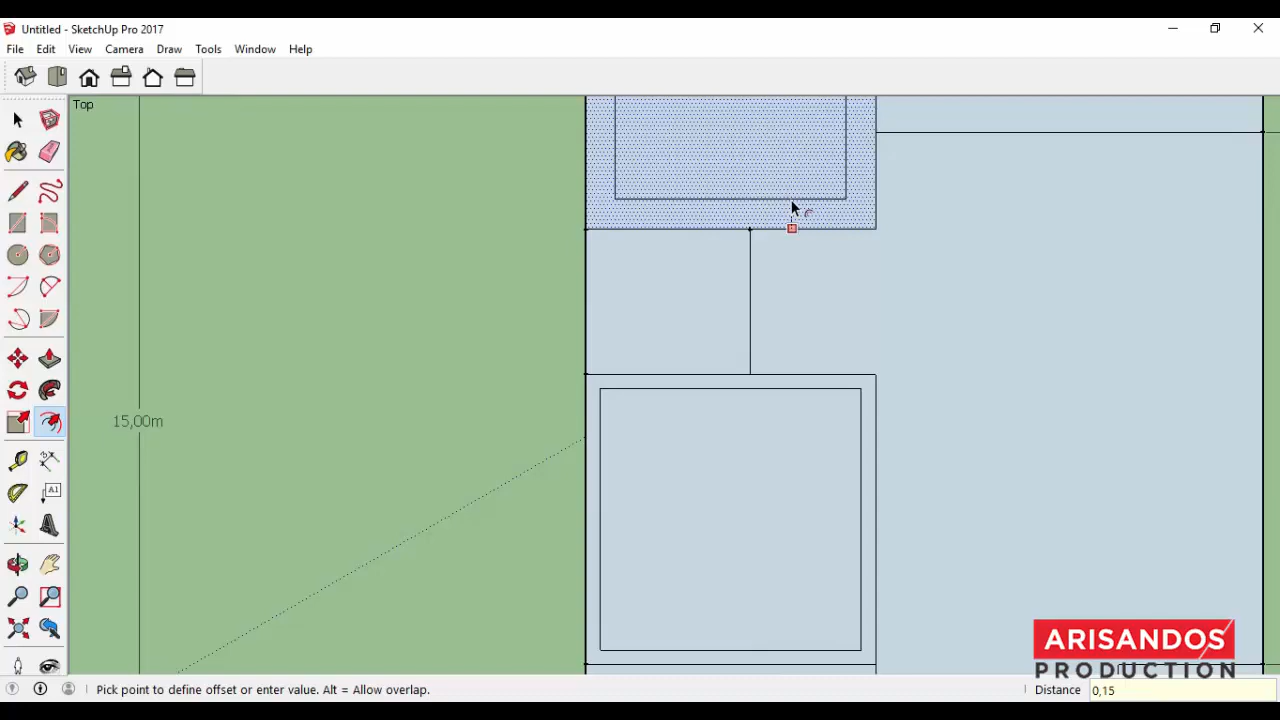 Untitled - SketchUp Pro 2017
File Edit View Camera Draw Tools Window Help
Top
15,00m
A1
ARISANDOS
PRODUCTION
Pick point to define offset or enter value. Alt = Allow overlap.
Distance 0,15